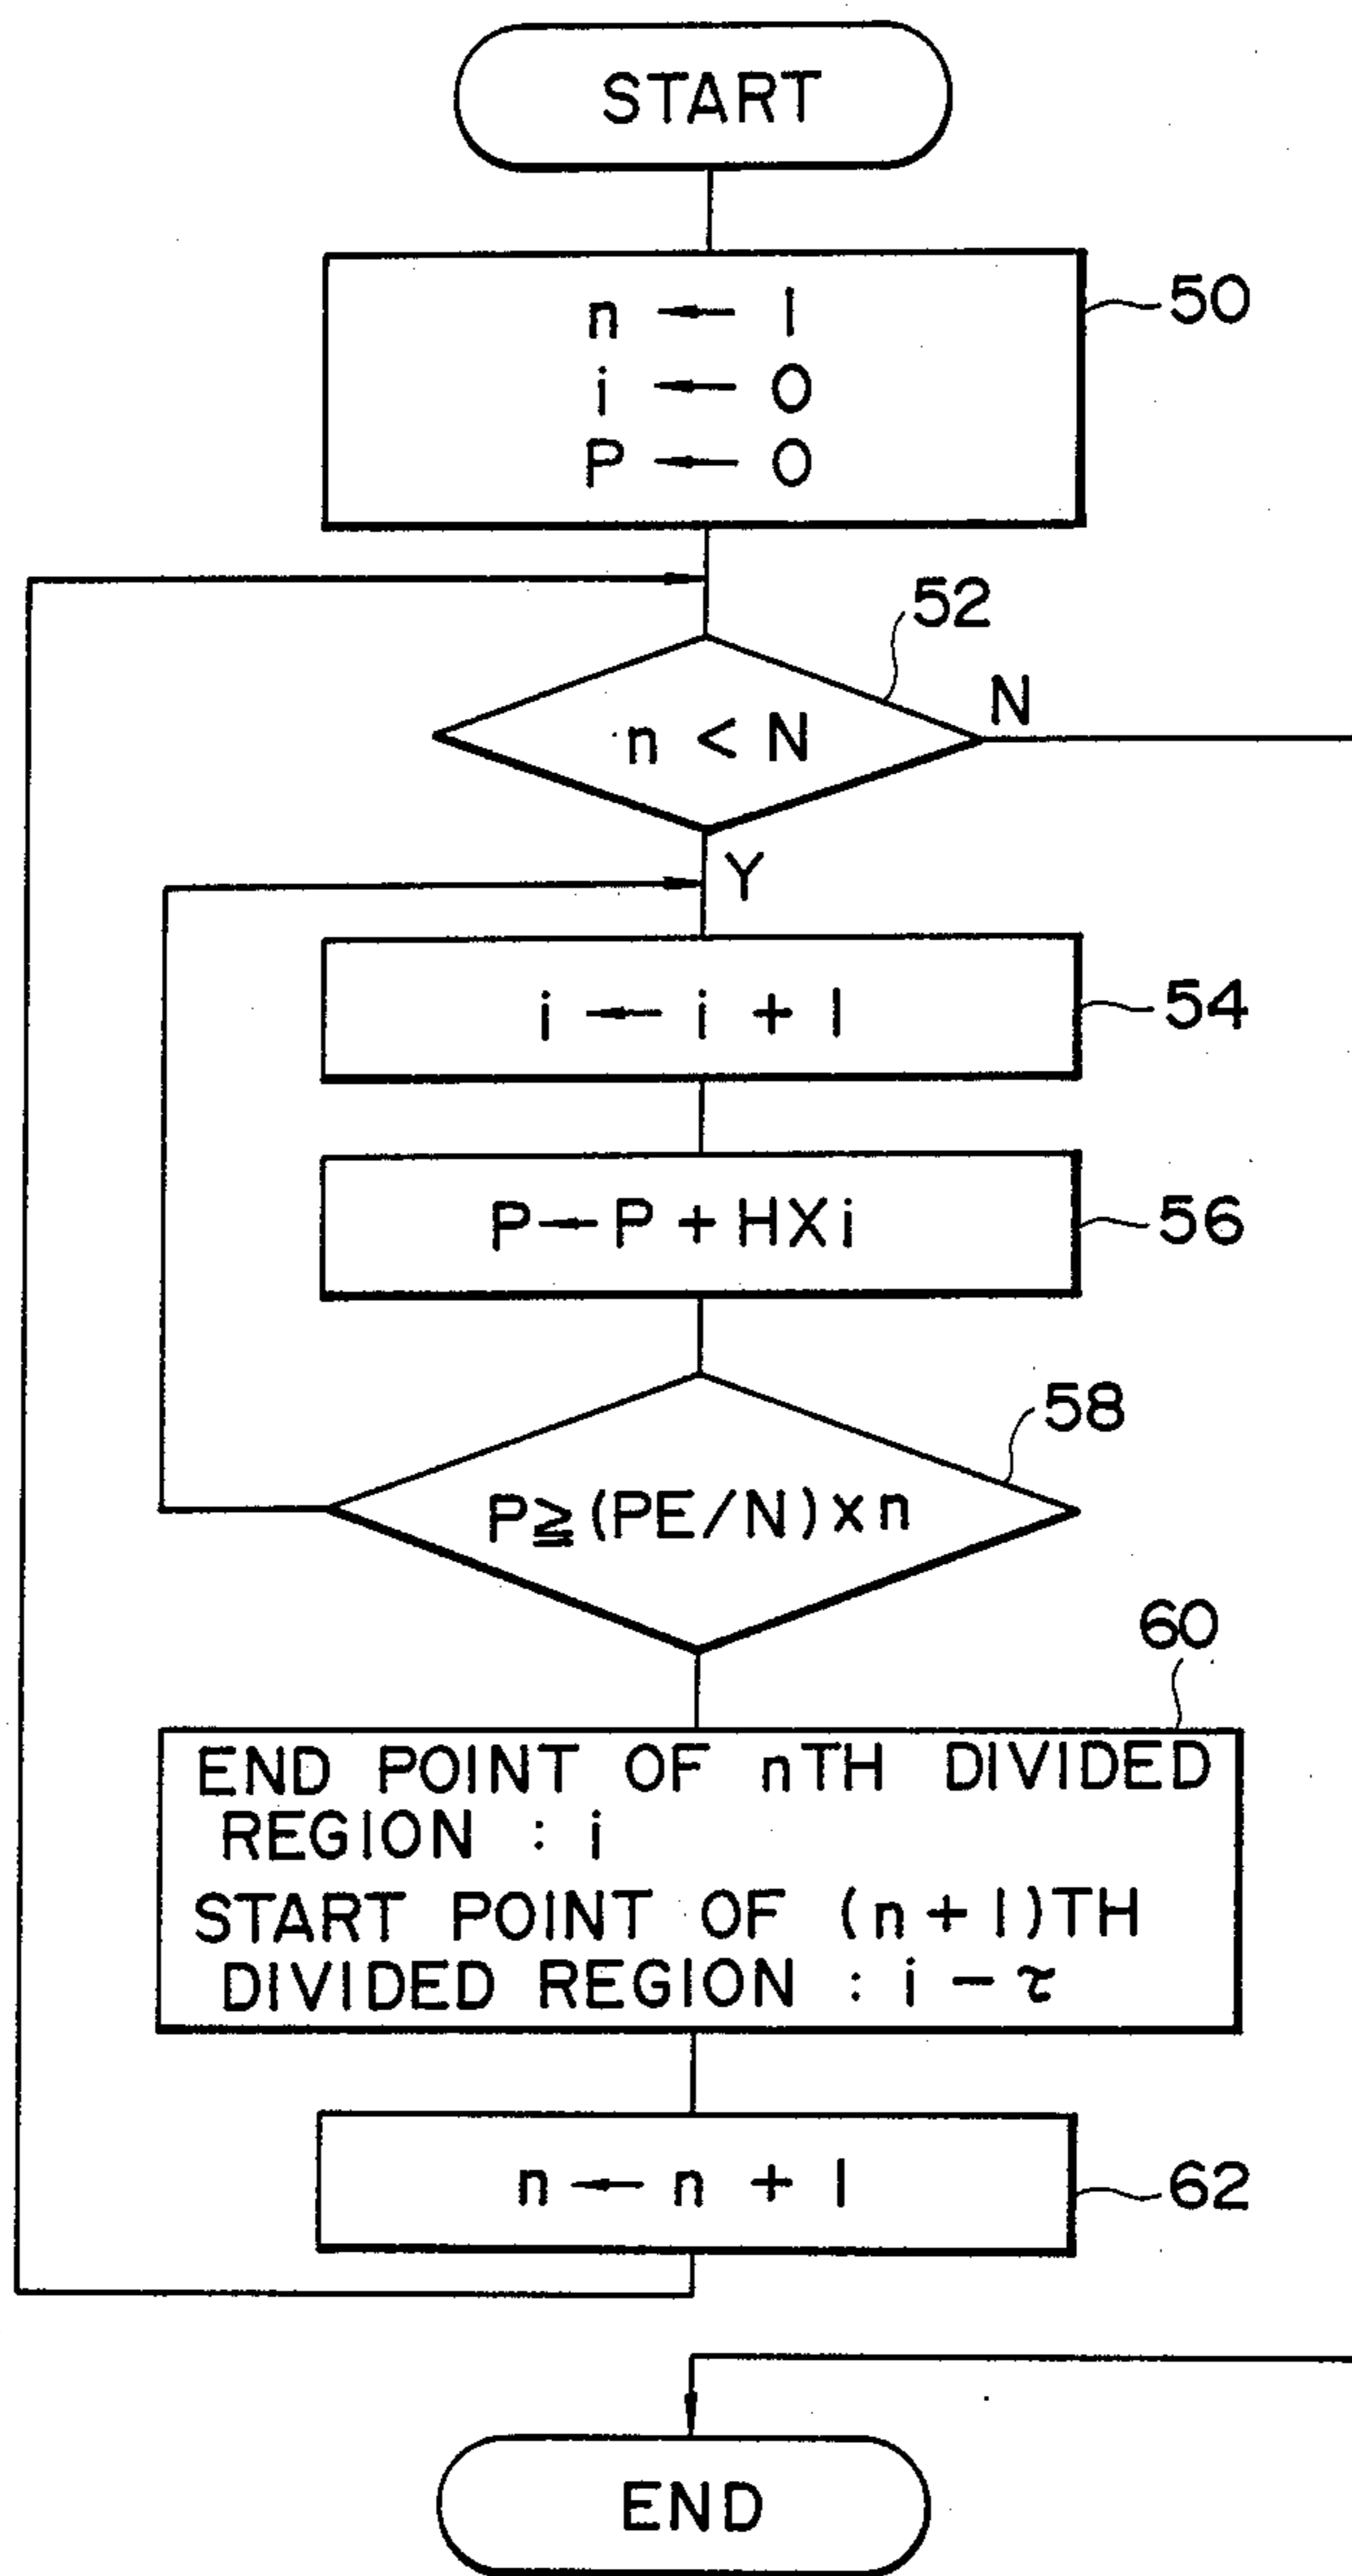 START
n ← 1
i ← 0
P ← 0
50
52
n < N
N
Y
i ← i + 1
54
P ← P + HXi
56
58
P ≧ (PE/N) x n
60
END POINT OF nTH DIVIDED
REGION : i
START POINT OF (n + 1)TH
DIVIDED REGION : i - τ
n ← n + 1
62
END